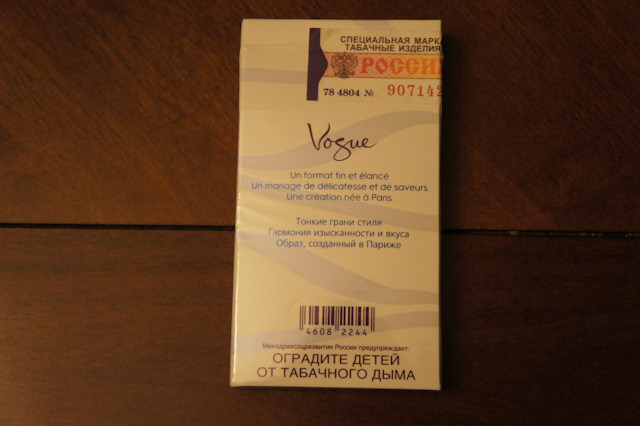 СПЕЦИАЛЬНАЯ МАРКА
ТАБАЧНЫЕ ИЗДЕЛИЯ
РОССИ
78 4804 № 907142
Vogue
Un format fin et élancé
Un mariage de délicatesse et de saveurs
Une création née à Paris
Тонкие грани стиля
Гармония изысканности и вкуса
Образ, созданный в Париже
4608 2244
Минздравсоцразвития России предупреждает:
ОГРАДИТЕ ДЕТЕЙ
ОТ ТАБАЧНОГО ДЫМА